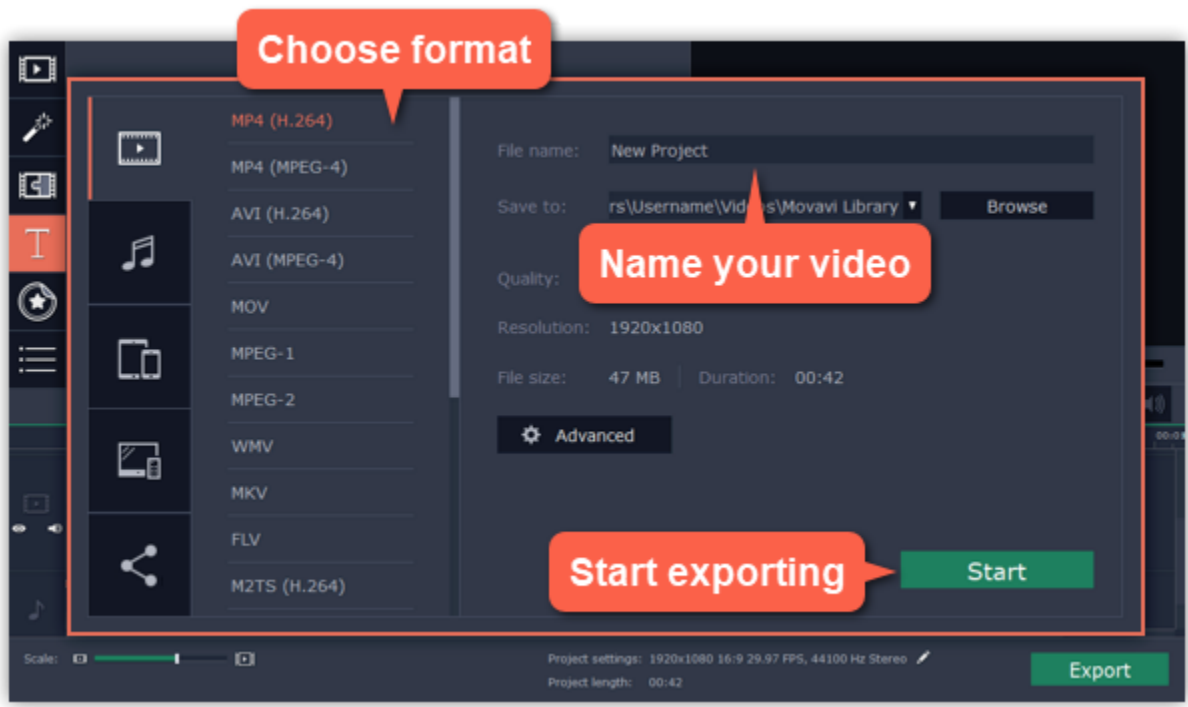 Choose format
MP4 (H.264)
MP4 (MPEG-4)
AVI (H.264)
AVI (MPEG-4)
MOV
MPEG-1
MPEG-2
WMV
MKV
FLV
M2TS (H.264)
File name: New Project
Save to: rs\Username\Videos\Movavi Library Browse
Name your video
Quality:
Resolution: 1920x1080
File size: 47 MB Duration: 00:42
Advanced
Start exporting
Start
Scale:
Project settings: 1920x1080 16:9 29.97 FPS, 44100 Hz Stereo
Project length: 00:42
Export